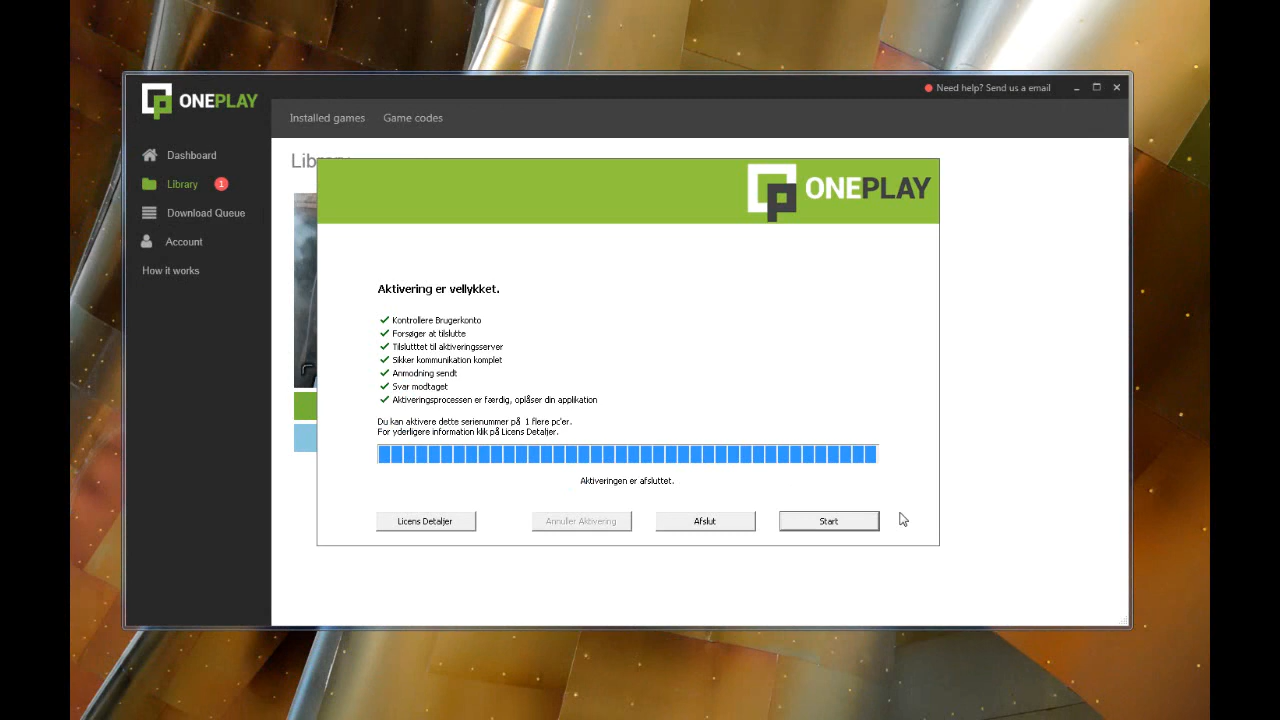 ONEPLAY
Need help? Send us a email
Installed games
Game codes
Dashboard
Library
1
Download Queue
Account
How it works
Library
ONEPLAY
Aktivering er vellykket.
Kontrollere Brugerkonto
Forsøger at tilslutte
Tilslutttet til aktiveringsserver
Sikker kommunikation komplet
Anmodning sendt
Svar modtaget
Aktiveringsprocessen er færdig, oplåser din applikation
Du kan aktivere dette serienummer på 1 flere pc'er.
For yderligere information klik på Licens Detaljer.
Aktiveringen er afsluttet.
Licens Detaljer
Annuller Aktivering
Afslut
Start